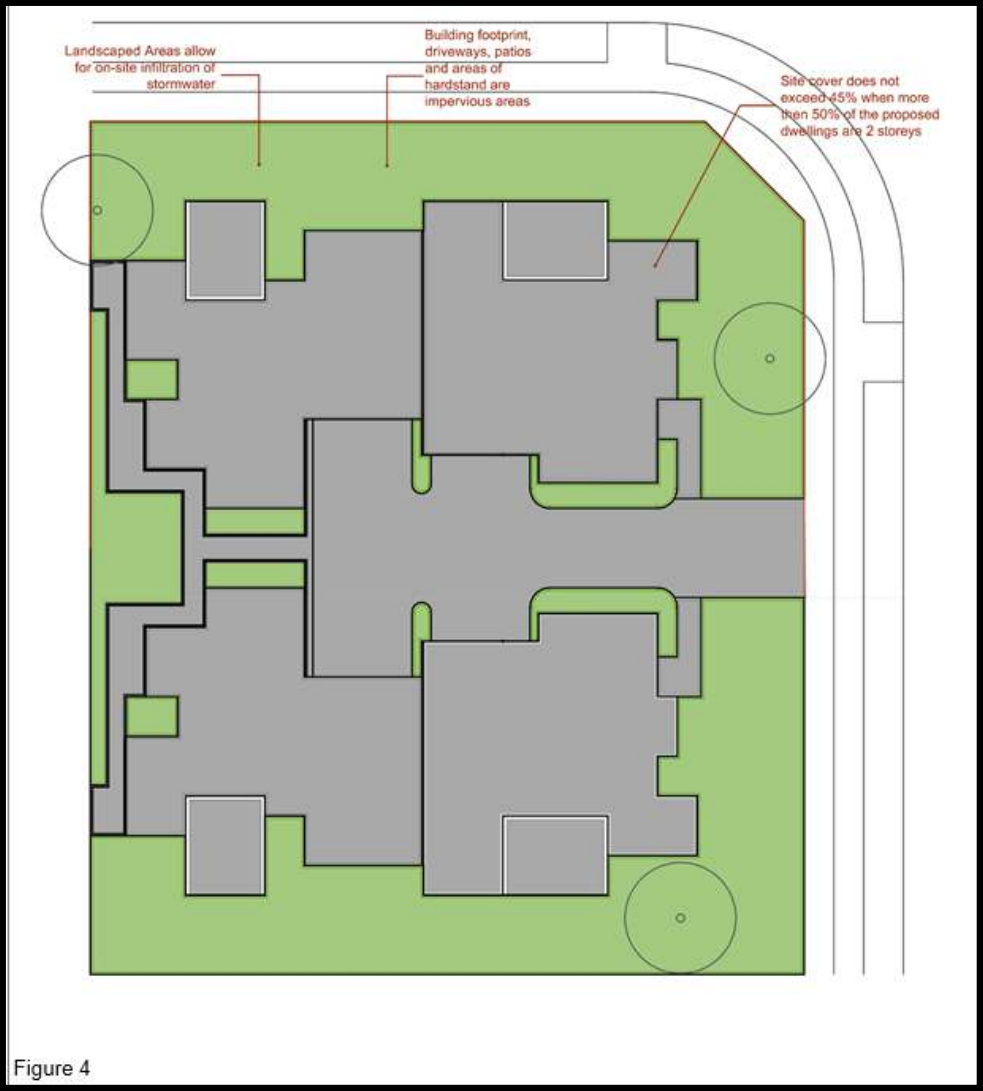 Landscaped Areas allow
for on-site infiltration of
stormwater
Building footprint,
driveways, patios
and areas of
hardstand are
impervious areas
Site cover does not
exceed 45% when more
then 50% of the proposed
dwellings are 2 storeys
Figure 4